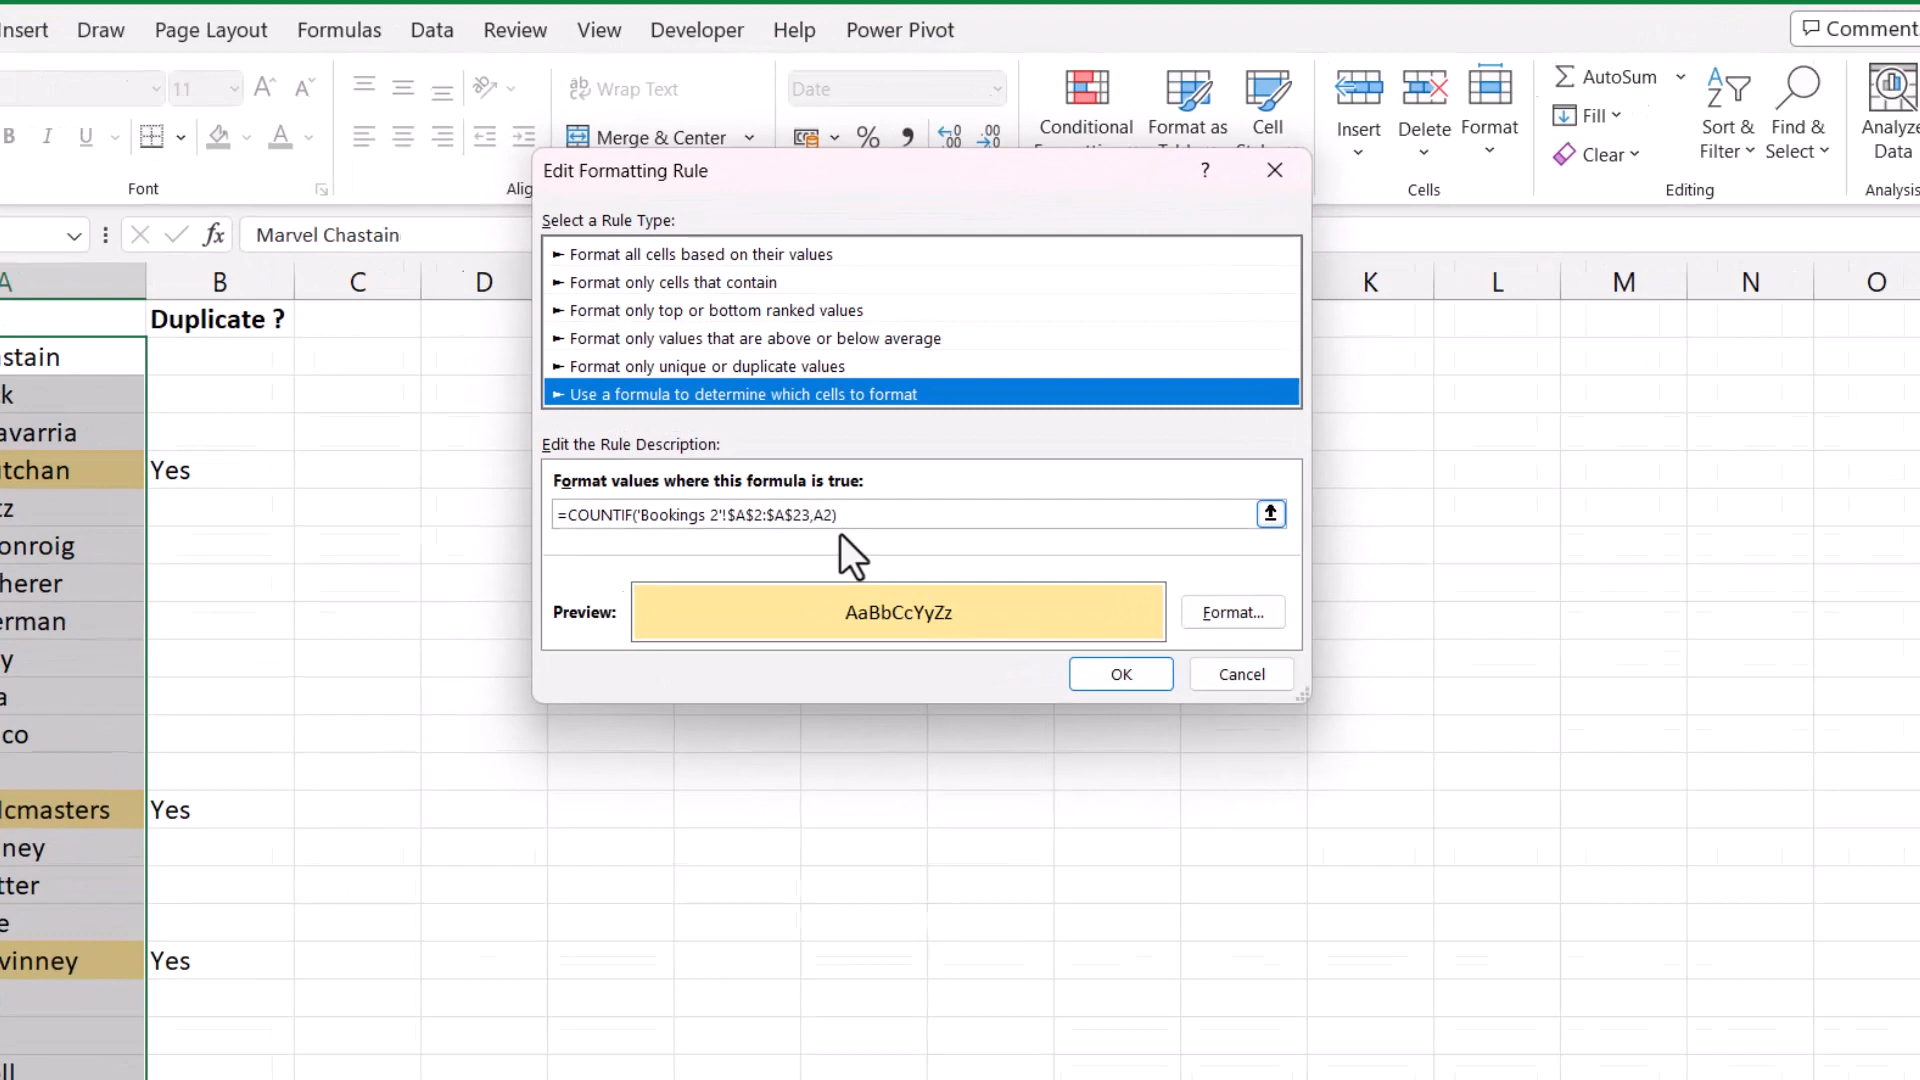 Insert Draw Page Layout Formulas Data Review View Developer Help Power Pivot
Comment
11 Wrap Text Date
AutoSum
Merge & Center
Conditional
Format as
Cell
Insert
Delete
Format
Fill
Clear
Sort &
Filter
Find &
Select
Analyze
Data
Font
Alig
Cells
Editing
Analysis
fx Marvel Chastain
A B C D K L M N O
Duplicate ?
stain
k
avarria
utchan Yes
tz
onroig
herer
erman
y
a
co
Mcmasters Yes
ney
tter
e
vinney Yes
ll
Edit Formatting Rule
Select a Rule Type:
► Format all cells based on their values
► Format only cells that contain
► Format only top or bottom ranked values
► Format only values that are above or below average
► Format only unique or duplicate values
► Use a formula to determine which cells to format
Edit the Rule Description:
Format values where this formula is true:
=COUNTIF('Bookings 2'!$A$2:$A$23,A2)
Preview: AaBbCcYyZz Format...
OK Cancel